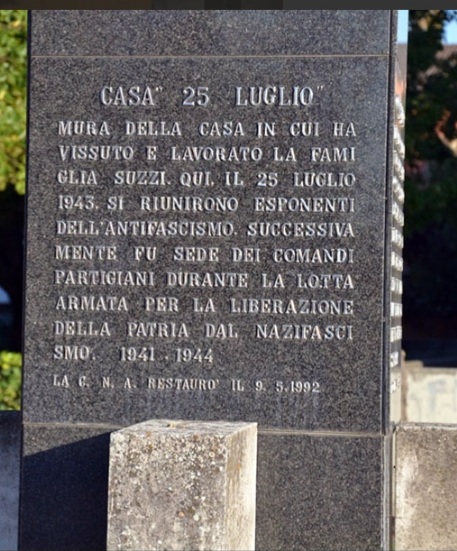 CASA" 25 LUGLIO"
MURA DELLA CASA IN CUI HA
VISSUTO E LAVORATO LA FAMI
GLIA SUZZI. QUI, IL 25 LUGLIO
1943, SI RIUNIRONO ESPONENTI
DELL'ANTIFASCISMO. SUCCESSIVA
MENTE FU SEDE DEI COMANDI
PARTIGIANI DURANTE LA LOTTA
ARMATA PER LA LIBERAZIONE
DELLA PATRIA DAL NAZIFASCI
SMO. 1941 . 1944
LA C. N. A. RESTAURO' IL 9. 5.1992